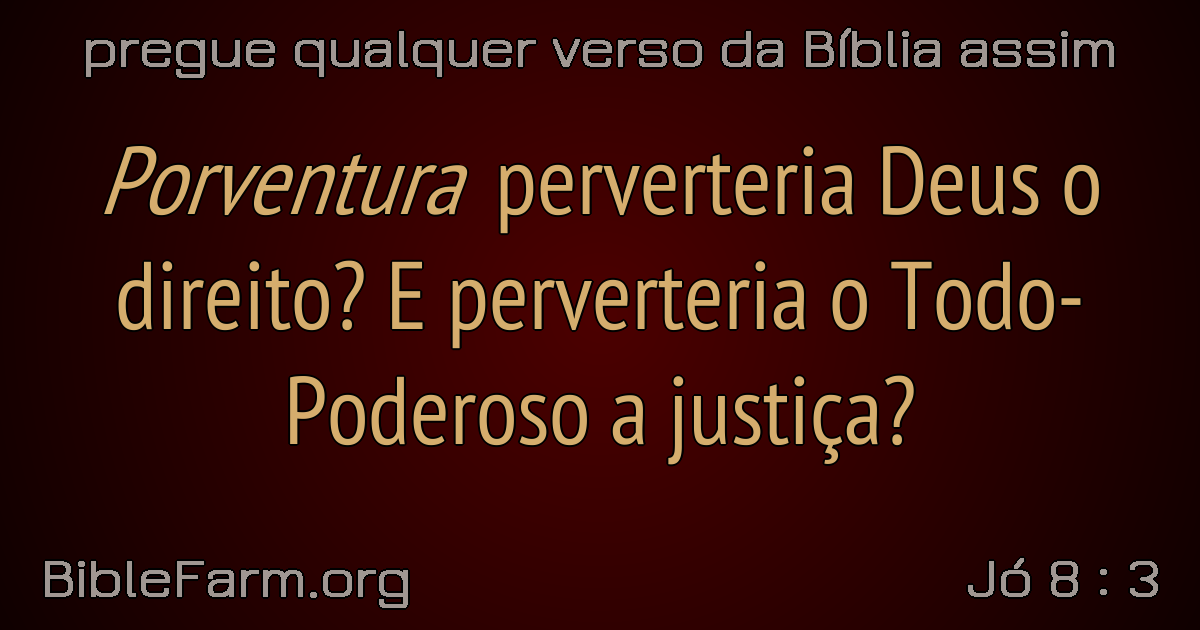 pregue qualquer verso da Bíblia assim
Porventura perverteria Deus o
direito? E perverteria o Todo-
Poderoso a justiça?
BibleFarm.org
Jó 8 : 3